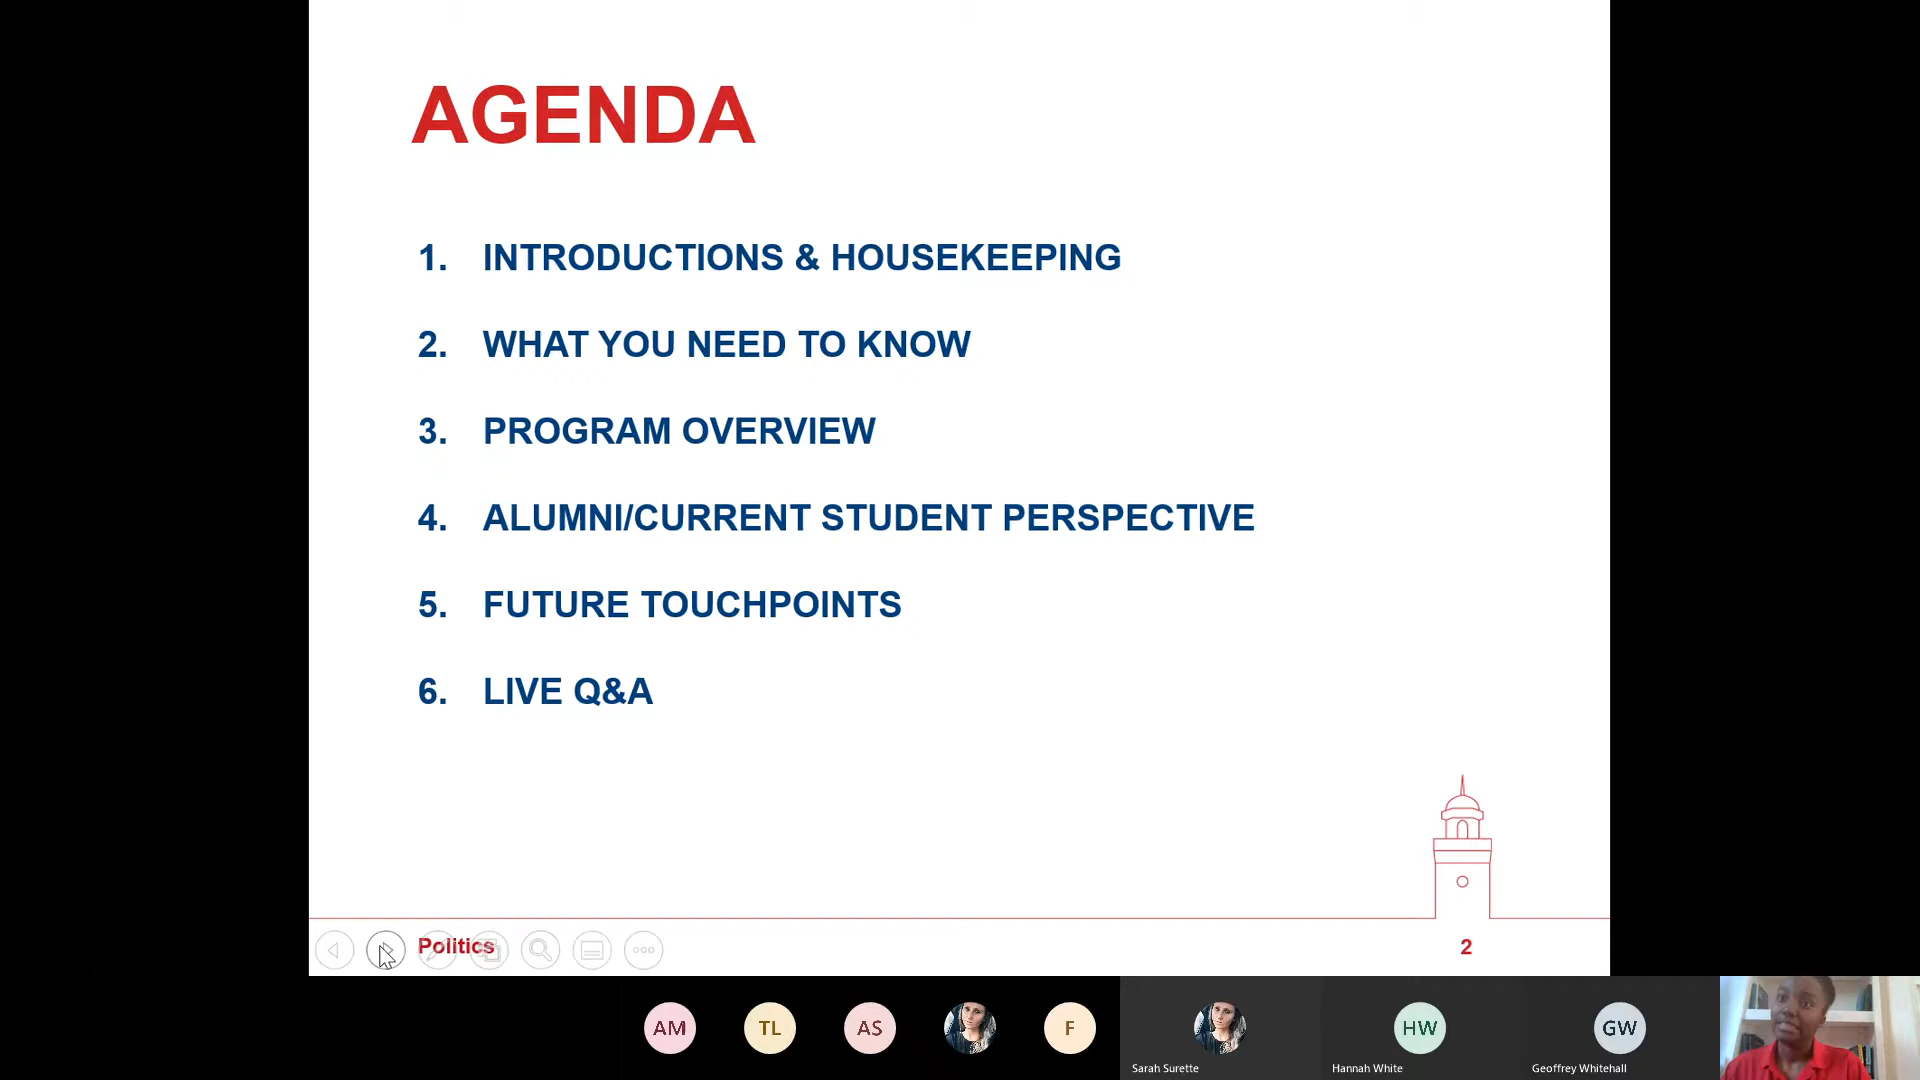 AGENDA
1. INTRODUCTIONS & HOUSEKEEPING
2. WHAT YOU NEED TO KNOW
3. PROGRAM OVERVIEW
4. ALUMNI/CURRENT STUDENT PERSPECTIVE
5. FUTURE TOUCHPOINTS
6. LIVE Q&A
Politics
2
AM
TL
AS
F
HW
GW
Sarah Surette
Hannah White
Geoffrey Whitehall